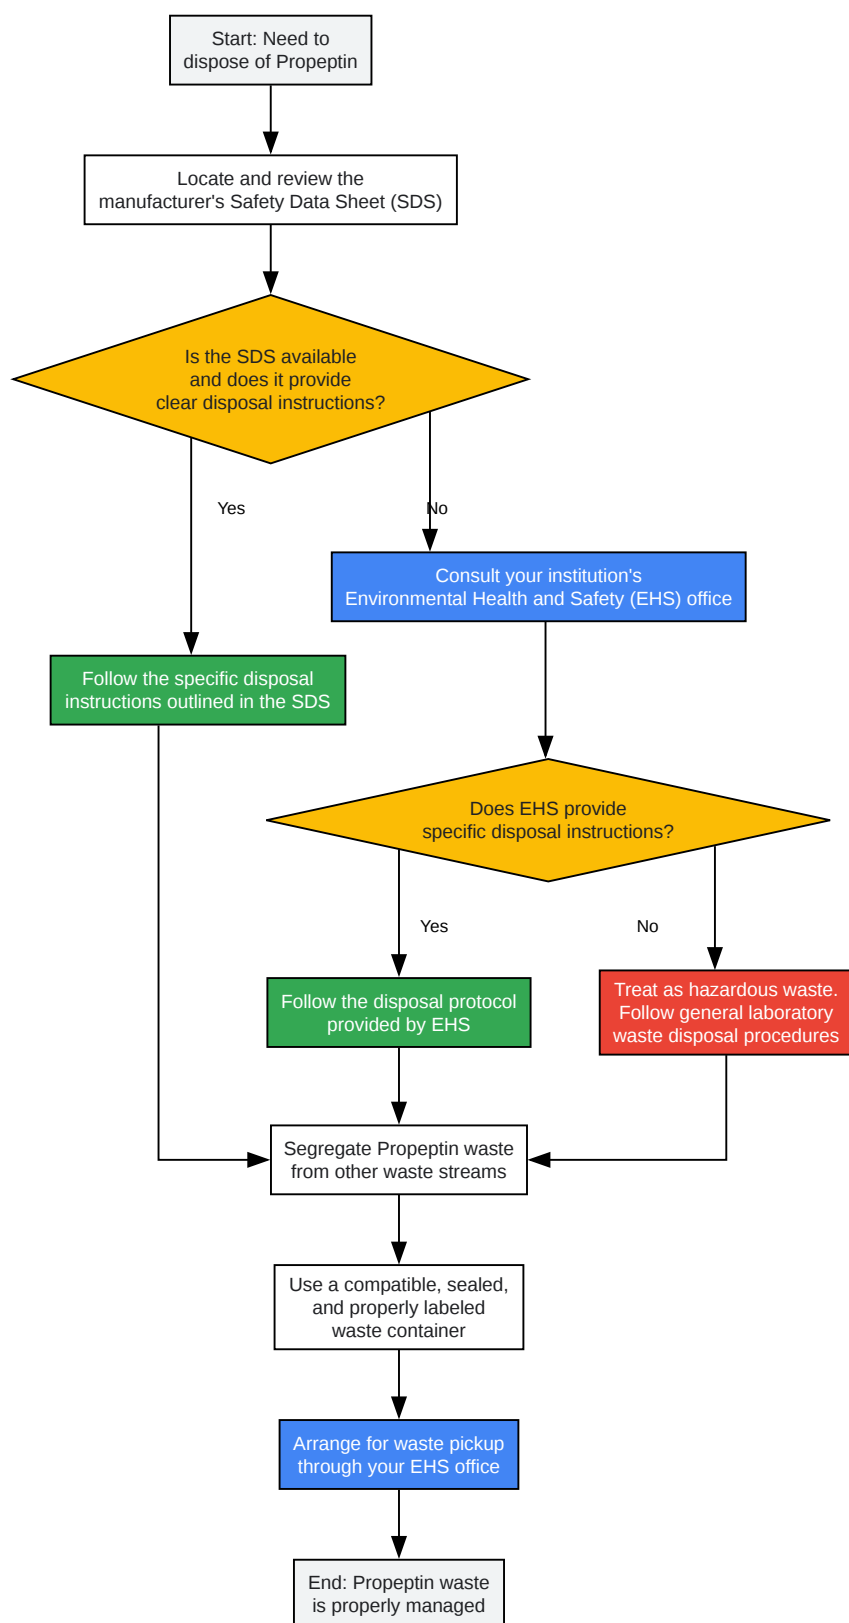 Start: Need to
dispose of Propeptin
Locate and review the
manufacturer's Safety Data Sheet (SDS)
Is the SDS available
and does it provide
clear disposal instructions?
Yes
No
Consult your institution's
Environmental Health and Safety (EHS) office
Follow the specific disposal
instructions outlined in the SDS
Does EHS provide
specific disposal instructions?
Yes
No
Follow the disposal protocol
provided by EHS
Treat as hazardous waste.
Follow general laboratory
waste disposal procedures
Segregate Propeptin waste
from other waste streams
Use a compatible, sealed,
and properly labeled
waste container
Arrange for waste pickup
through your EHS office
End: Propeptin waste
is properly managed